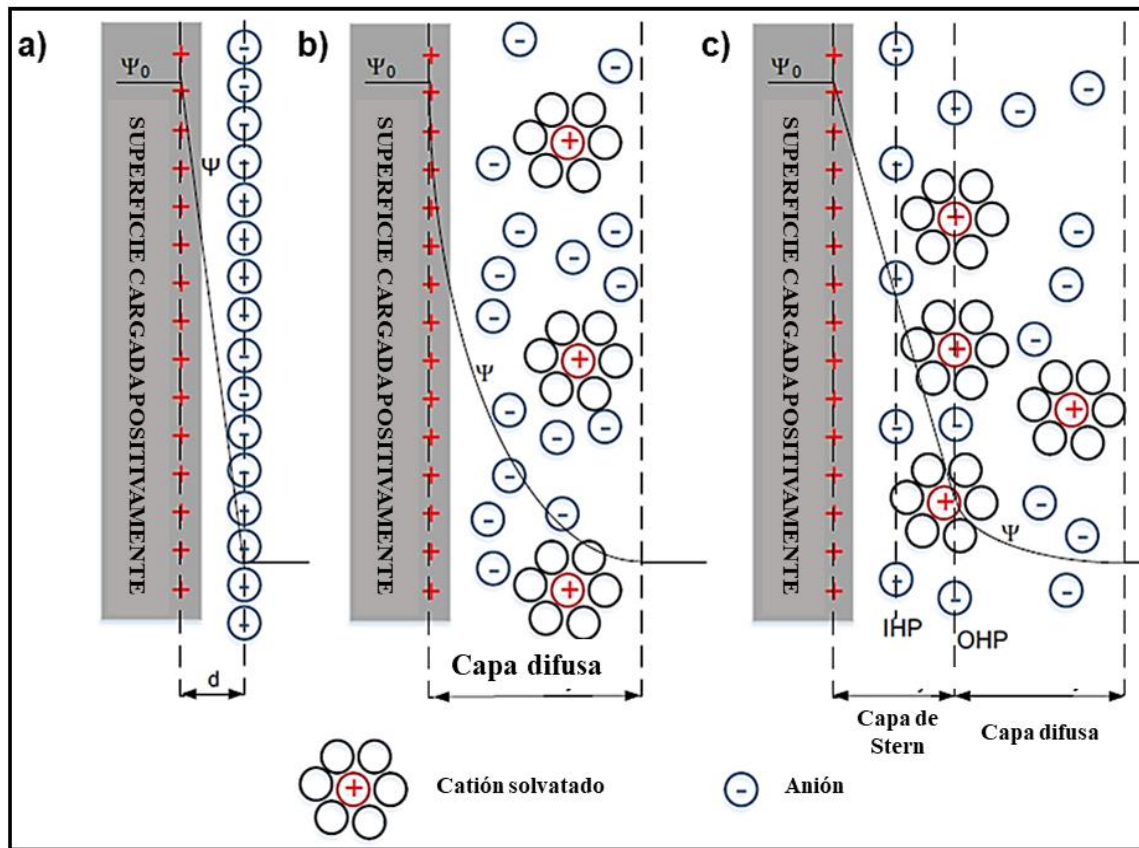 a)
Ψ0
SUPERFICIE CARGADA POSITIVAMENTE
Ψ
d
b)
Ψ0
SUPERFICIE CARGADA POSITIVAMENTE
Ψ
Capa difusa
c)
Ψ0
SUPERFICIE CARGADA POSITIVAMENTE
Ψ
IHP
OHP
Capa de
Stern
Capa difusa
Catión solvatado
Anión